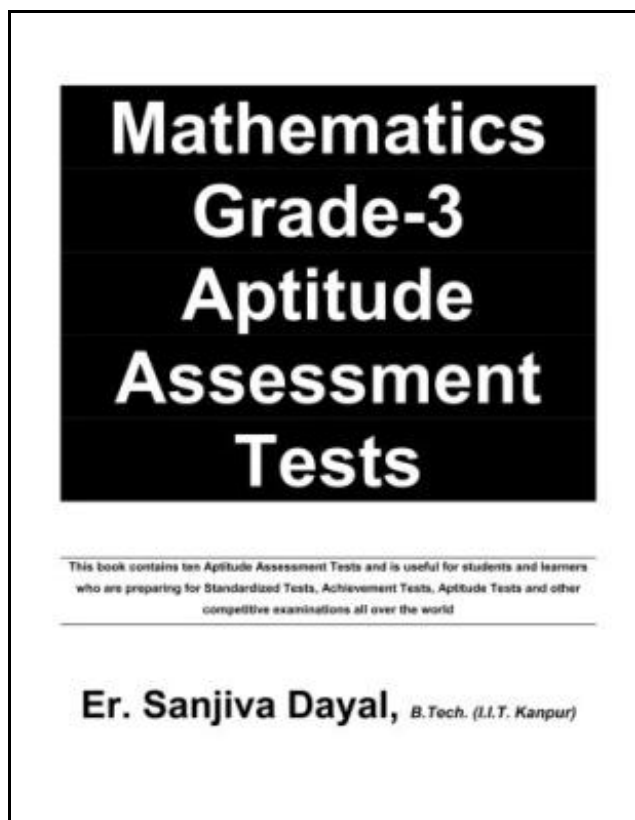 Mathematics
Grade-3
Aptitude
Assessment
Tests
This book contains ten Aptitude Assessment Tests and is useful for students and learners
who are preparing for Standardized Tests, Achievement Tests, Aptitude Tests and other
competitive examinations all over the world
Er. Sanjiva Dayal, B.Tech. (I.I.T. Kanpur)